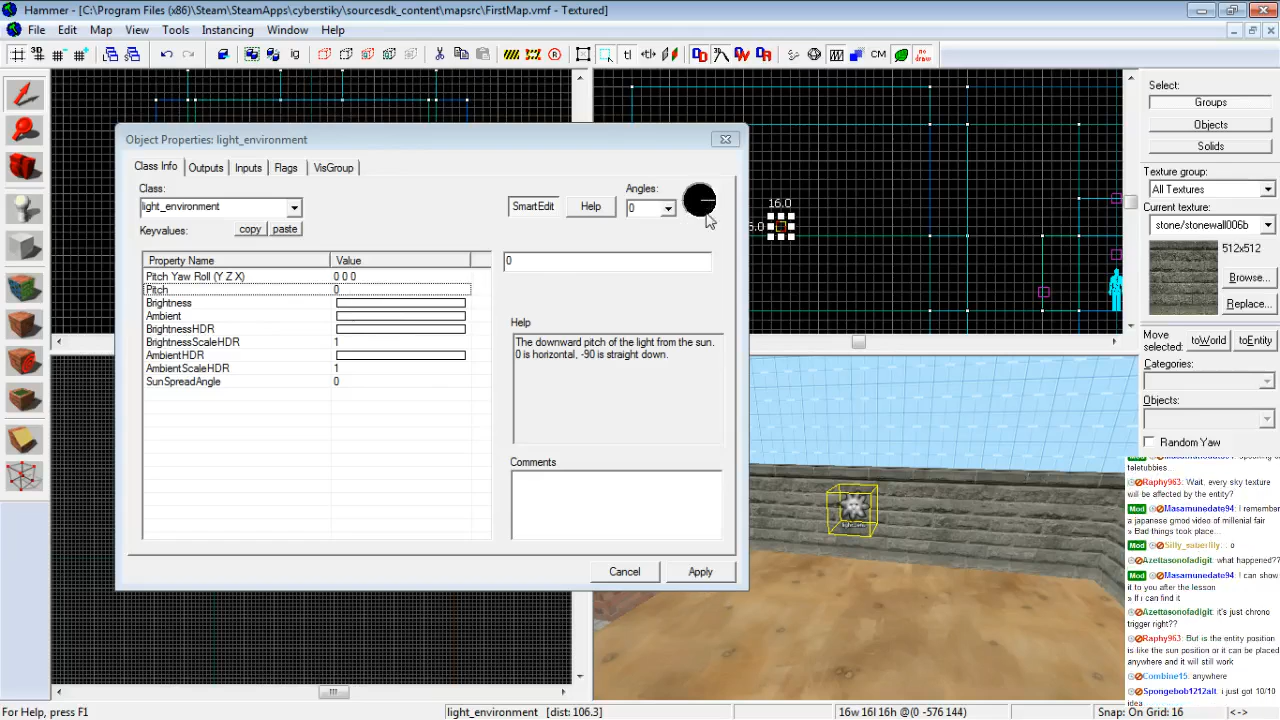 Hammer - [C:\Program Files (x86)\Steam\SteamApps\cyberstiky\sourcesdk_content\mapsrc\FirstMap.vmf - Textured]
File Edit Map View Tools Instancing Window Help
Object Properties: light_environment
Class Info Outputs Inputs Flags VisGroup
Class:
light_environment
Keyvalues: copy paste
SmartEdit Help
Angles:
0
Property Name Value
Pitch Yaw Roll (Y Z X) 0 0 0
Pitch 0
Brightness
Ambient
BrightnessHDR
BrightnessScaleHDR 1
AmbientHDR
AmbientScaleHDR 1
SunSpreadAngle 0
0
Help
The downward pitch of the light from the sun.
0 is horizontal, -90 is straight down.
Comments
Cancel Apply
16.0
Select:
Groups
Objects
Solids
Texture group:
All Textures
Current texture:
stone/stonewall006b
512x512
Browse...
Replace...
Move
selected:
toWorld toEntity
Categories:
Objects:
Random Yaw
teletubbies..
Raphy963: Wait, every sky texture
will be affected by the entity?
Mod Masamunedate94: I remember
a japanese gmod video of millenial fair
» Bad things took place...
Mod Silly_saberlily: . o
Azettasonofadigit: what happened??
Mod Masamunedate94: I can show
it to you after the lesson
» If i can find it
Azettasonofadigit: it's just chrono
trigger right??
Raphy963: But is the entity position
is like the sun position or it can be placed
anywhere and it will still work
Combine15: anywhere
Spongebob1212alt: i just got 10/10
idea
For Help, press F1
light_environment [dist: 106.3]
16w 16l 16h @(0 -576 144)
Snap: On Grid: 16
<->